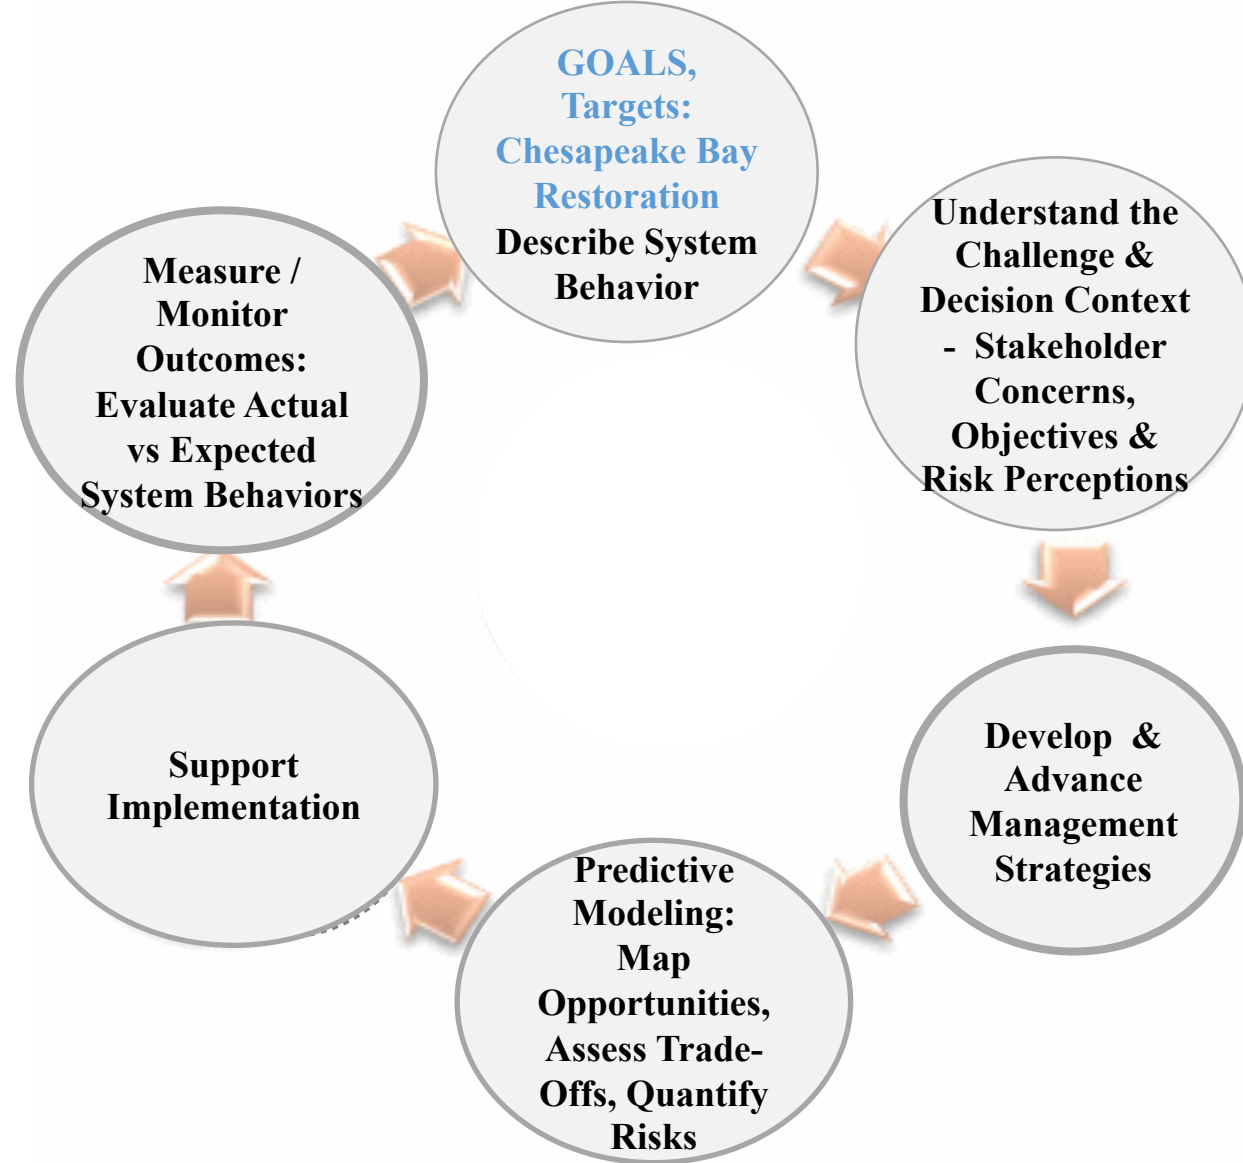 GOALS,
Targets:
Chesapeake Bay
Restoration
Describe System
Behavior
Understand the
Challenge &
Decision Context
- Stakeholder
Concerns,
Objectives &
Risk Perceptions
Develop &
Advance
Management
Strategies
Predictive
Modeling:
Map
Opportunities,
Assess Trade-
Offs, Quantify
Risks
Support
Implementation
Measure /
Monitor
Outcomes:
Evaluate Actual
vs Expected
System Behaviors